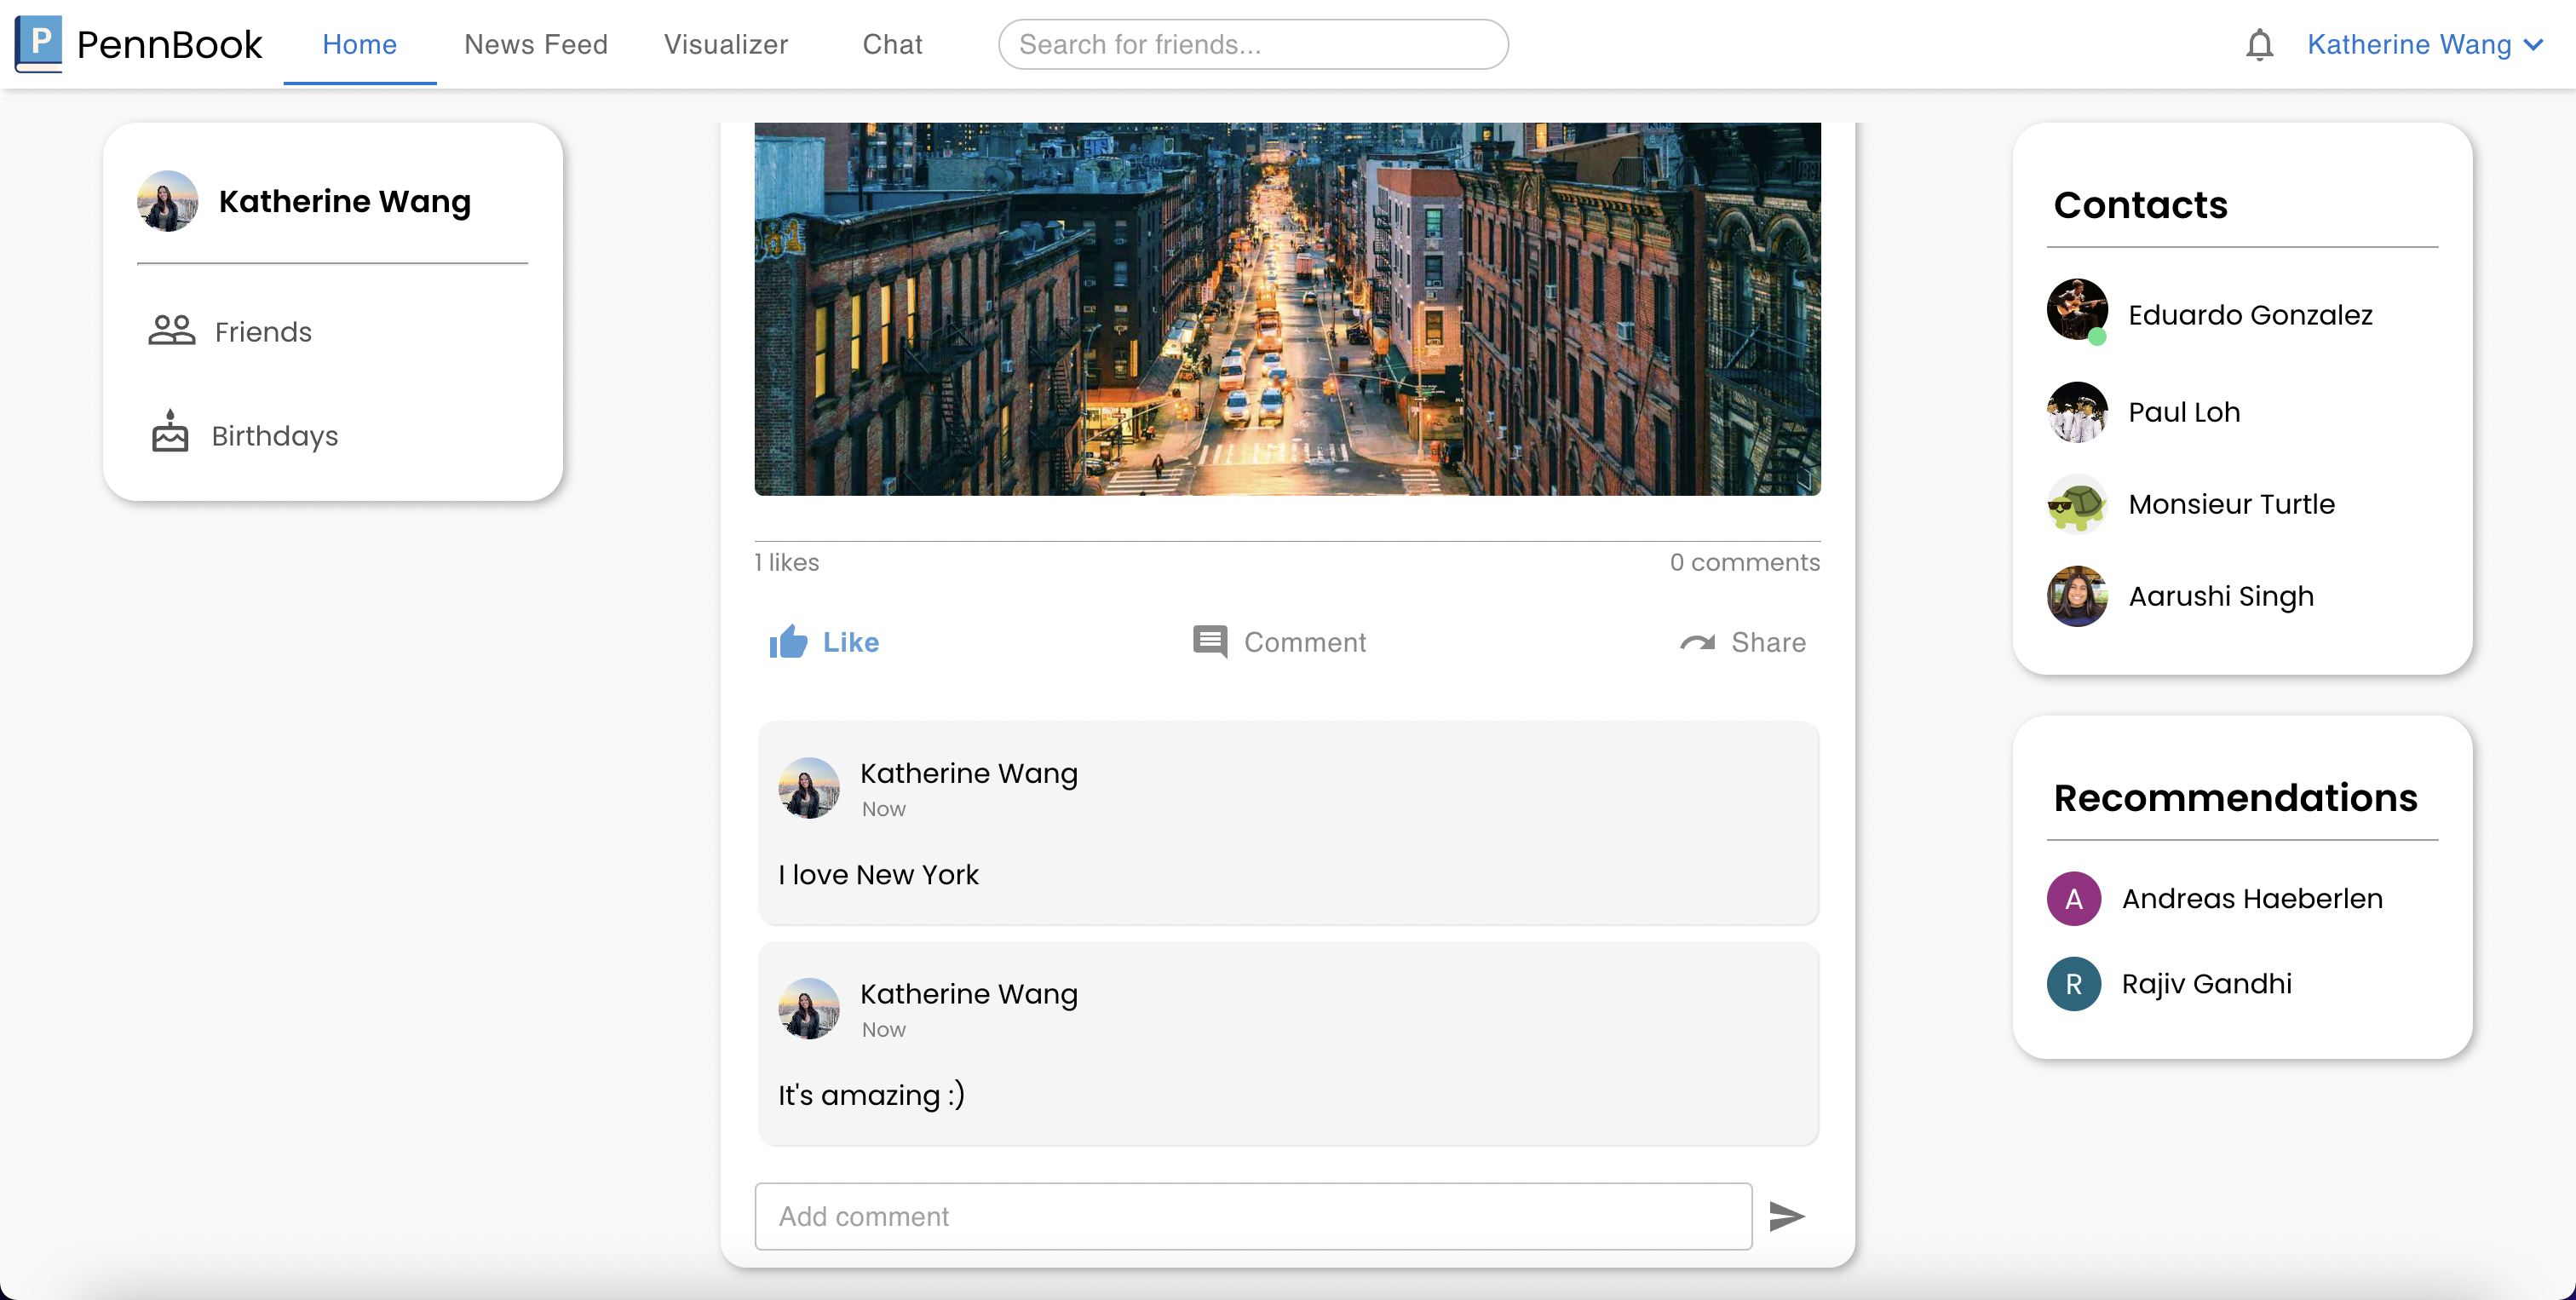 P PennBook Home News Feed Visualizer Chat Search for friends... Katherine Wang
Katherine Wang
Friends
Birthdays
1 likes 0 comments
Like Comment Share
Katherine Wang
Now
I love New York
Katherine Wang
Now
It's amazing :)
Add comment
Contacts
Eduardo Gonzalez
Paul Loh
Monsieur Turtle
Aarushi Singh
Recommendations
A Andreas Haeberlen
R Rajiv Gandhi